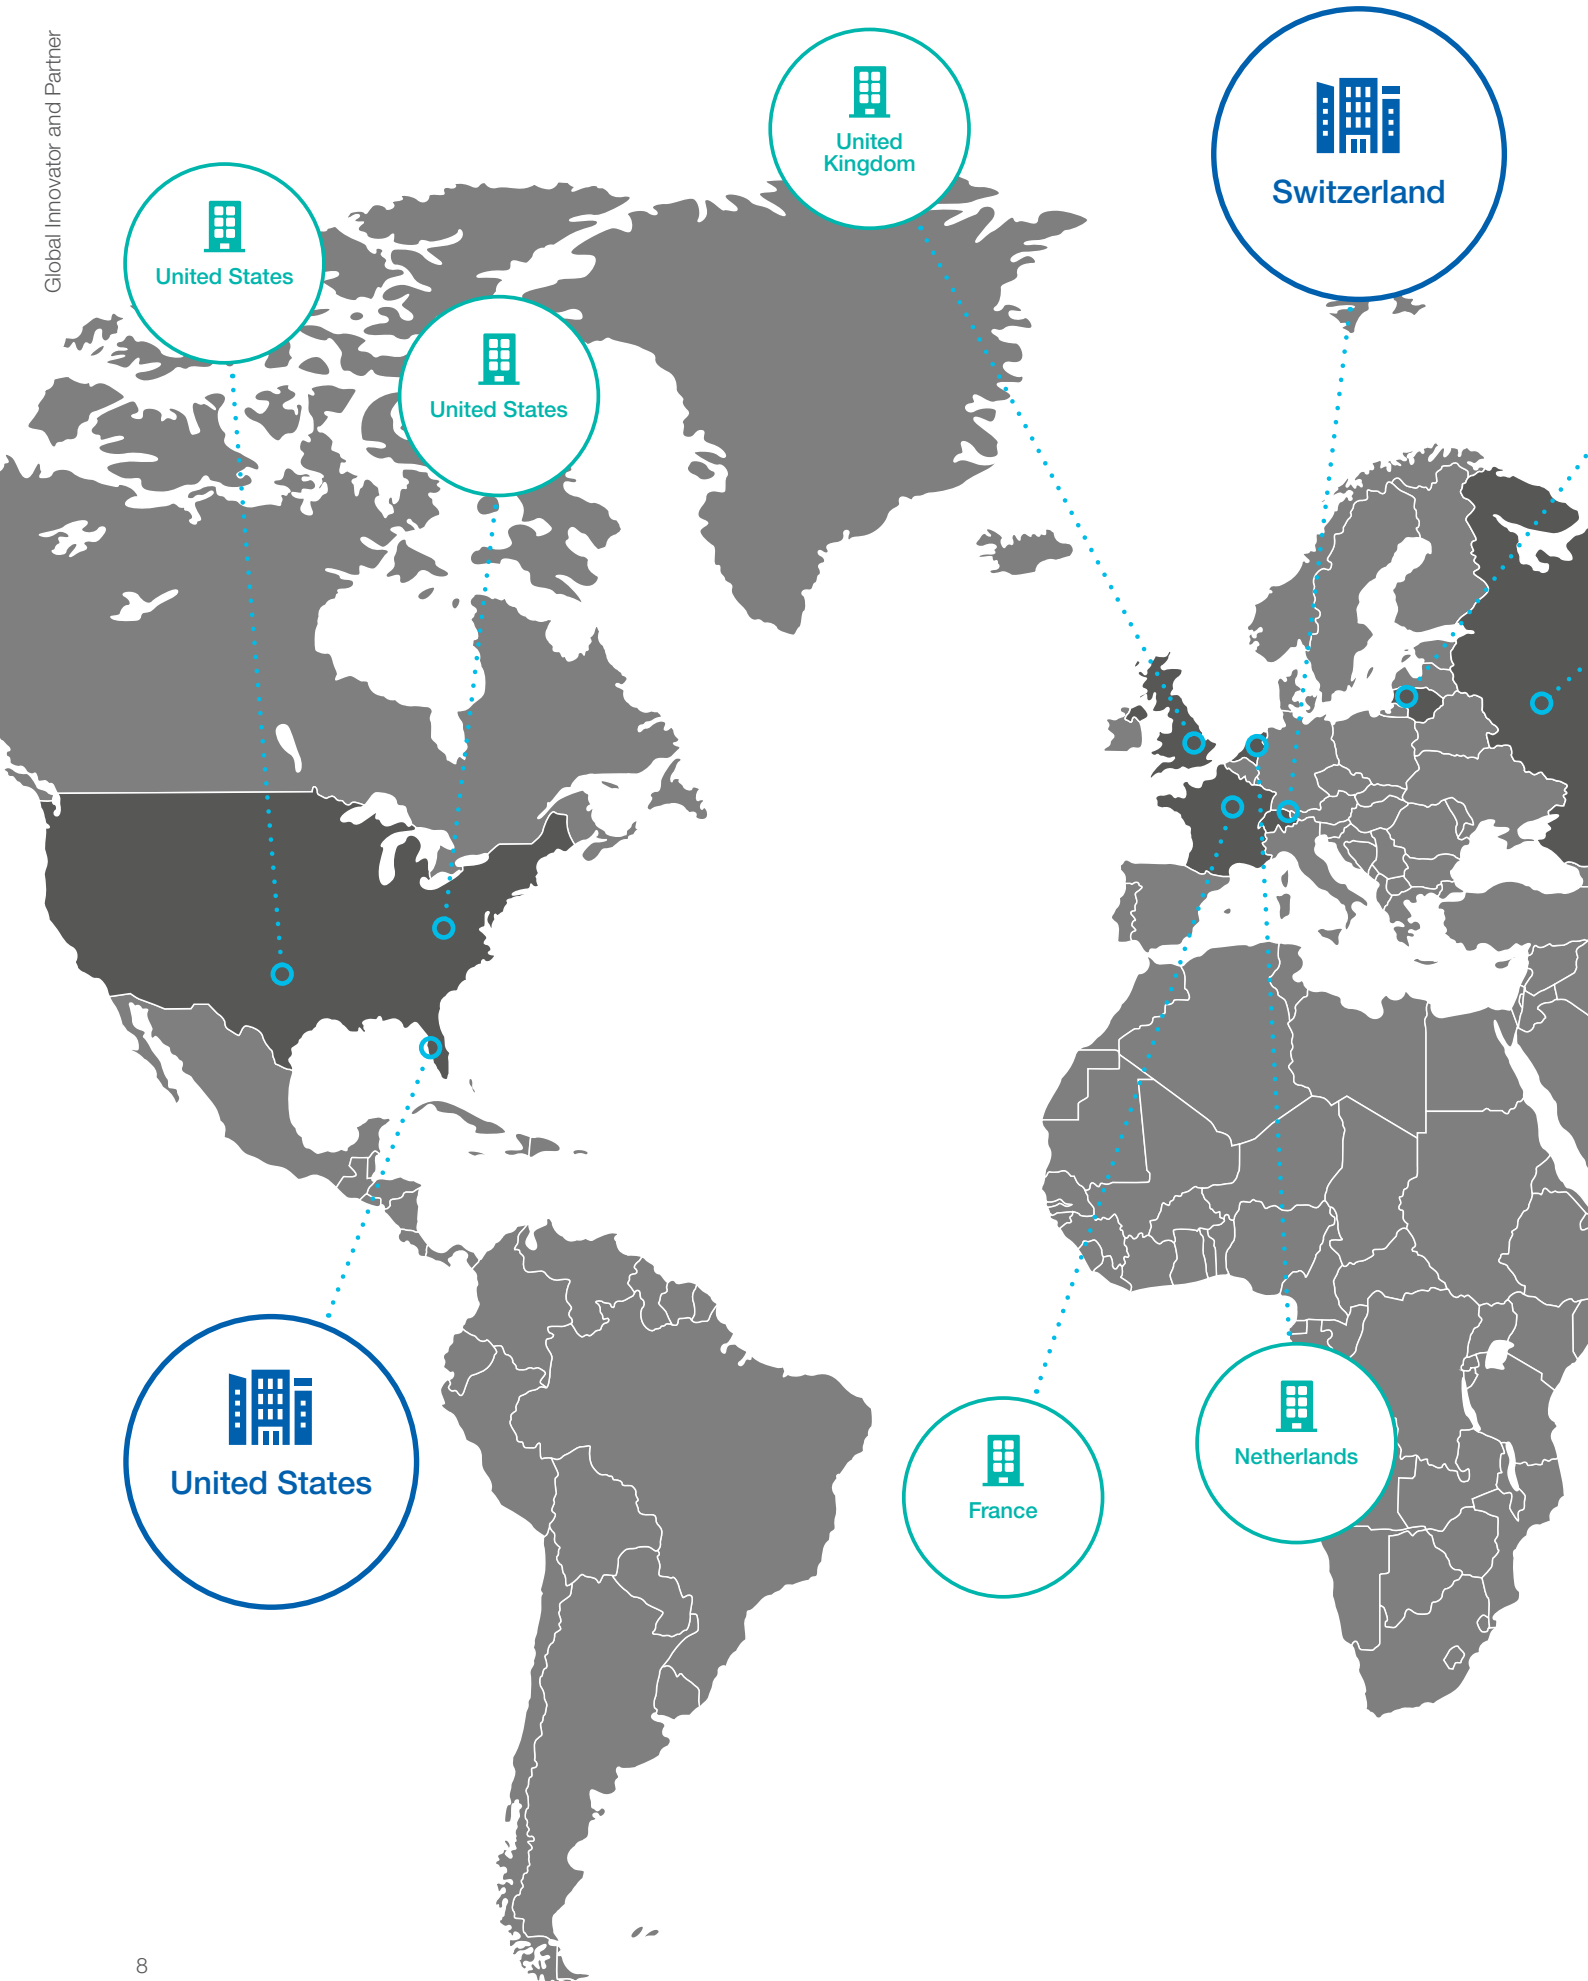 Global Innovator and Partner
United
Kingdom
Switzerland
United States
United States
United States
France
Netherlands
8